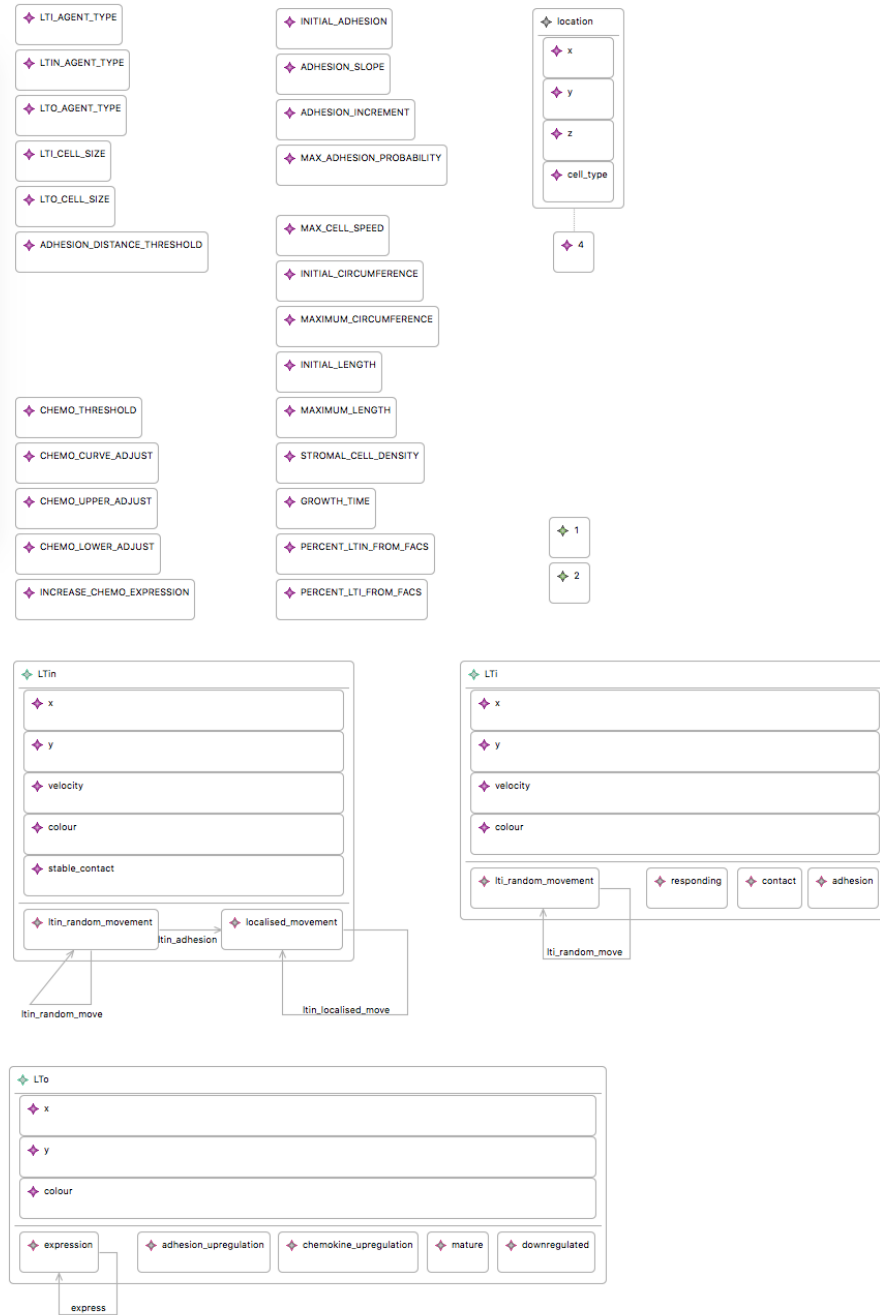 LTI_AGENT_TYPE
LTIN_AGENT_TYPE
LTO_AGENT_TYPE
LTI_CELL_SIZE
LTO_CELL_SIZE
ADHESION_DISTANCE_THRESHOLD
CHEMO_THRESHOLD
CHEMO_CURVE_ADJUST
CHEMO_UPPER_ADJUST
CHEMO_LOWER_ADJUST
INCREASE_CHEMO_EXPRESSION
INITIAL_ADHESION
ADHESION_SLOPE
ADHESION_INCREMENT
MAX_ADHESION_PROBABILITY
MAX_CELL_SPEED
INITIAL_CIRCUMFERENCE
MAXIMUM_CIRCUMFERENCE
INITIAL_LENGTH
MAXIMUM_LENGTH
STROMAL_CELL_DENSITY
GROWTH_TIME
PERCENT_LTIN_FROM_FACS
PERCENT_LTI_FROM_FACS
location
x
y
z
cell_type
4
1
2
LTin
x
y
velocity
colour
stable_contact
ltin_random_movement
ltin_adhesion
localised_movement
ltin_random_move
ltin_localised_move
LTi
x
y
velocity
colour
lti_random_movement
responding
contact
adhesion
lti_random_move
LTo
x
y
colour
expression
adhesion_upregulation
chemokine_upregulation
mature
downregulated
express